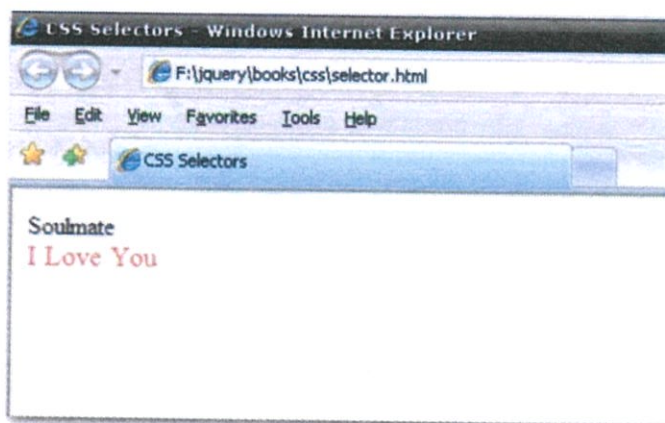 CSS Selectors - Windows Internet Explorer
F:\jquery\books\css\selector.html
File Edit View Favorites Tools Help
CSS Selectors
Soulmate
I Love You